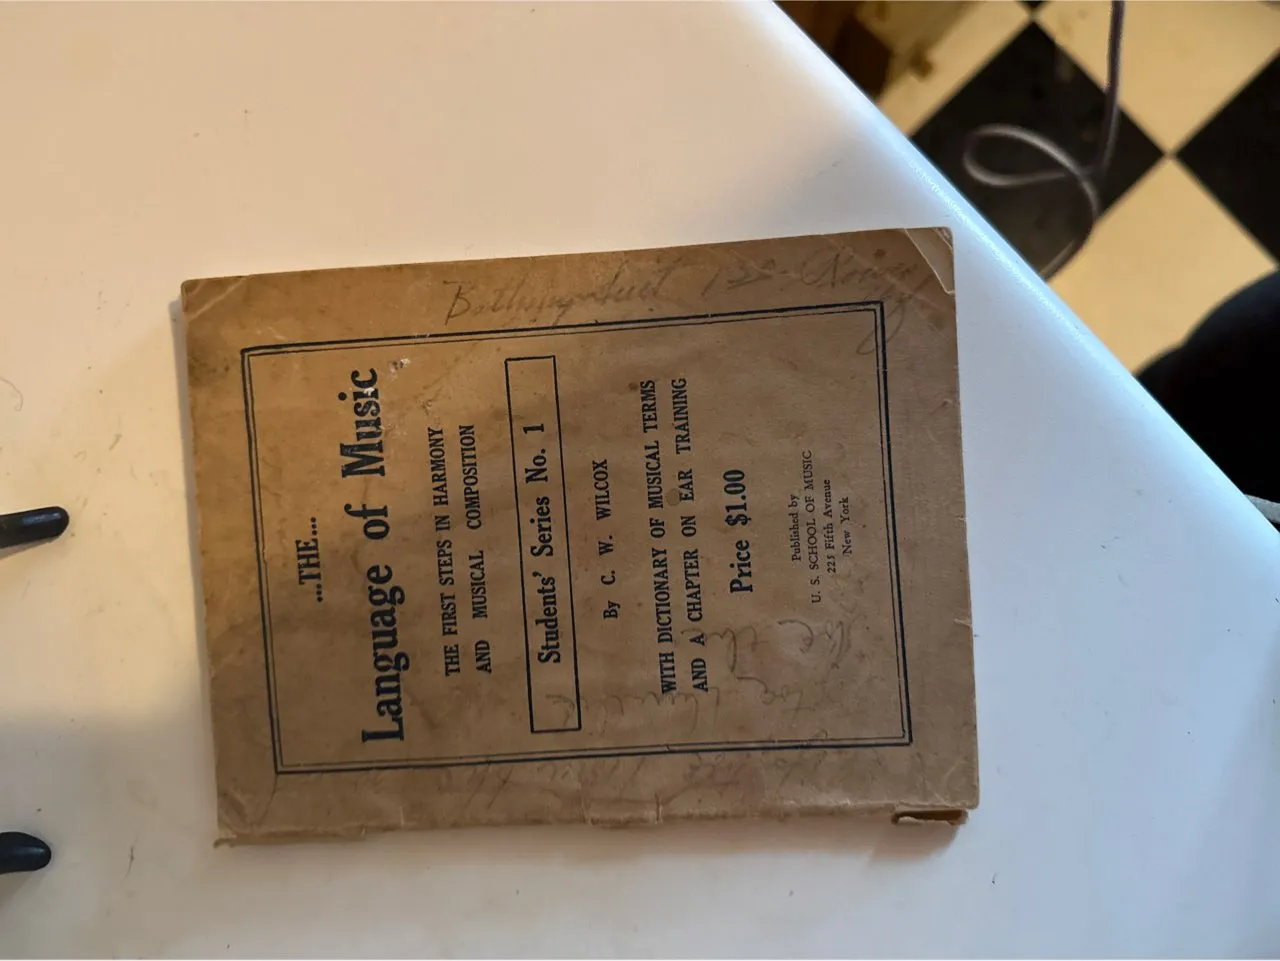 ...THE...
Language of Music
THE FIRST STEPS IN HARMONY
AND MUSICAL COMPOSITION
Students' Series No. 1
By C. W. WILCOX
WITH DICTIONARY OF MUSICAL TERMS
AND A CHAPTER ON EAR TRAINING
Price $1.00
Published by
U. S. SCHOOL OF MUSIC
225 Fifth Avenue
New York